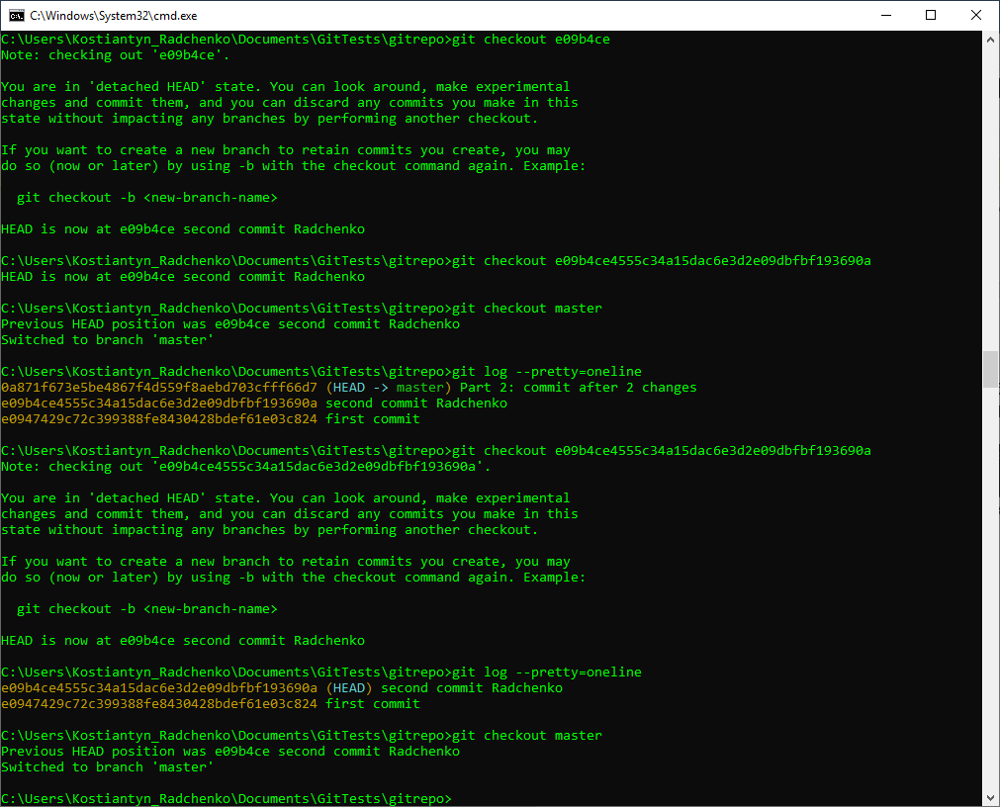 C:\Windows\System32\cmd.exe
C:\Users\Kostiantyn_Radchenko\Documents\GitTests\gitrepo>git checkout e09b4ce
Note: checking out 'e09b4ce'.
You are in 'detached HEAD' state. You can look around, make experimental
changes and commit them, and you can discard any commits you make in this
state without impacting any branches by performing another checkout.
If you want to create a new branch to retain commits you create, you may
do so (now or later) by using -b with the checkout command again. Example:
git checkout -b <new-branch-name>
HEAD is now at e09b4ce second commit Radchenko
C:\Users\Kostiantyn_Radchenko\Documents\GitTests\gitrepo>git checkout e09b4ce4555c34a15dac6e3d2e09dbfbf193690a
HEAD is now at e09b4ce second commit Radchenko
C:\Users\Kostiantyn_Radchenko\Documents\GitTests\gitrepo>git checkout master
Previous HEAD position was e09b4ce second commit Radchenko
Switched to branch 'master'
C:\Users\Kostiantyn_Radchenko\Documents\GitTests\gitrepo>git log --pretty=oneline
0a871f673e5be4867f4d559f8aebd703cfff66d7 (HEAD -> master) Part 2: commit after 2 changes
e09b4ce4555c34a15dac6e3d2e09dbfbf193690a second commit Radchenko
e0947429c72c399388fe8430428bdef61e03c824 first commit
C:\Users\Kostiantyn_Radchenko\Documents\GitTests\gitrepo>git checkout e09b4ce4555c34a15dac6e3d2e09dbfbf193690a
Note: checking out 'e09b4ce4555c34a15dac6e3d2e09dbfbf193690a'.
You are in 'detached HEAD' state. You can look around, make experimental
changes and commit them, and you can discard any commits you make in this
state without impacting any branches by performing another checkout.
If you want to create a new branch to retain commits you create, you may
do so (now or later) by using -b with the checkout command again. Example:
git checkout -b <new-branch-name>
HEAD is now at e09b4ce second commit Radchenko
C:\Users\Kostiantyn_Radchenko\Documents\GitTests\gitrepo>git log --pretty=oneline
e09b4ce4555c34a15dac6e3d2e09dbfbf193690a (HEAD) second commit Radchenko
e0947429c72c399388fe8430428bdef61e03c824 first commit
C:\Users\Kostiantyn_Radchenko\Documents\GitTests\gitrepo>git checkout master
Previous HEAD position was e09b4ce second commit Radchenko
Switched to branch 'master'
C:\Users\Kostiantyn_Radchenko\Documents\GitTests\gitrepo>